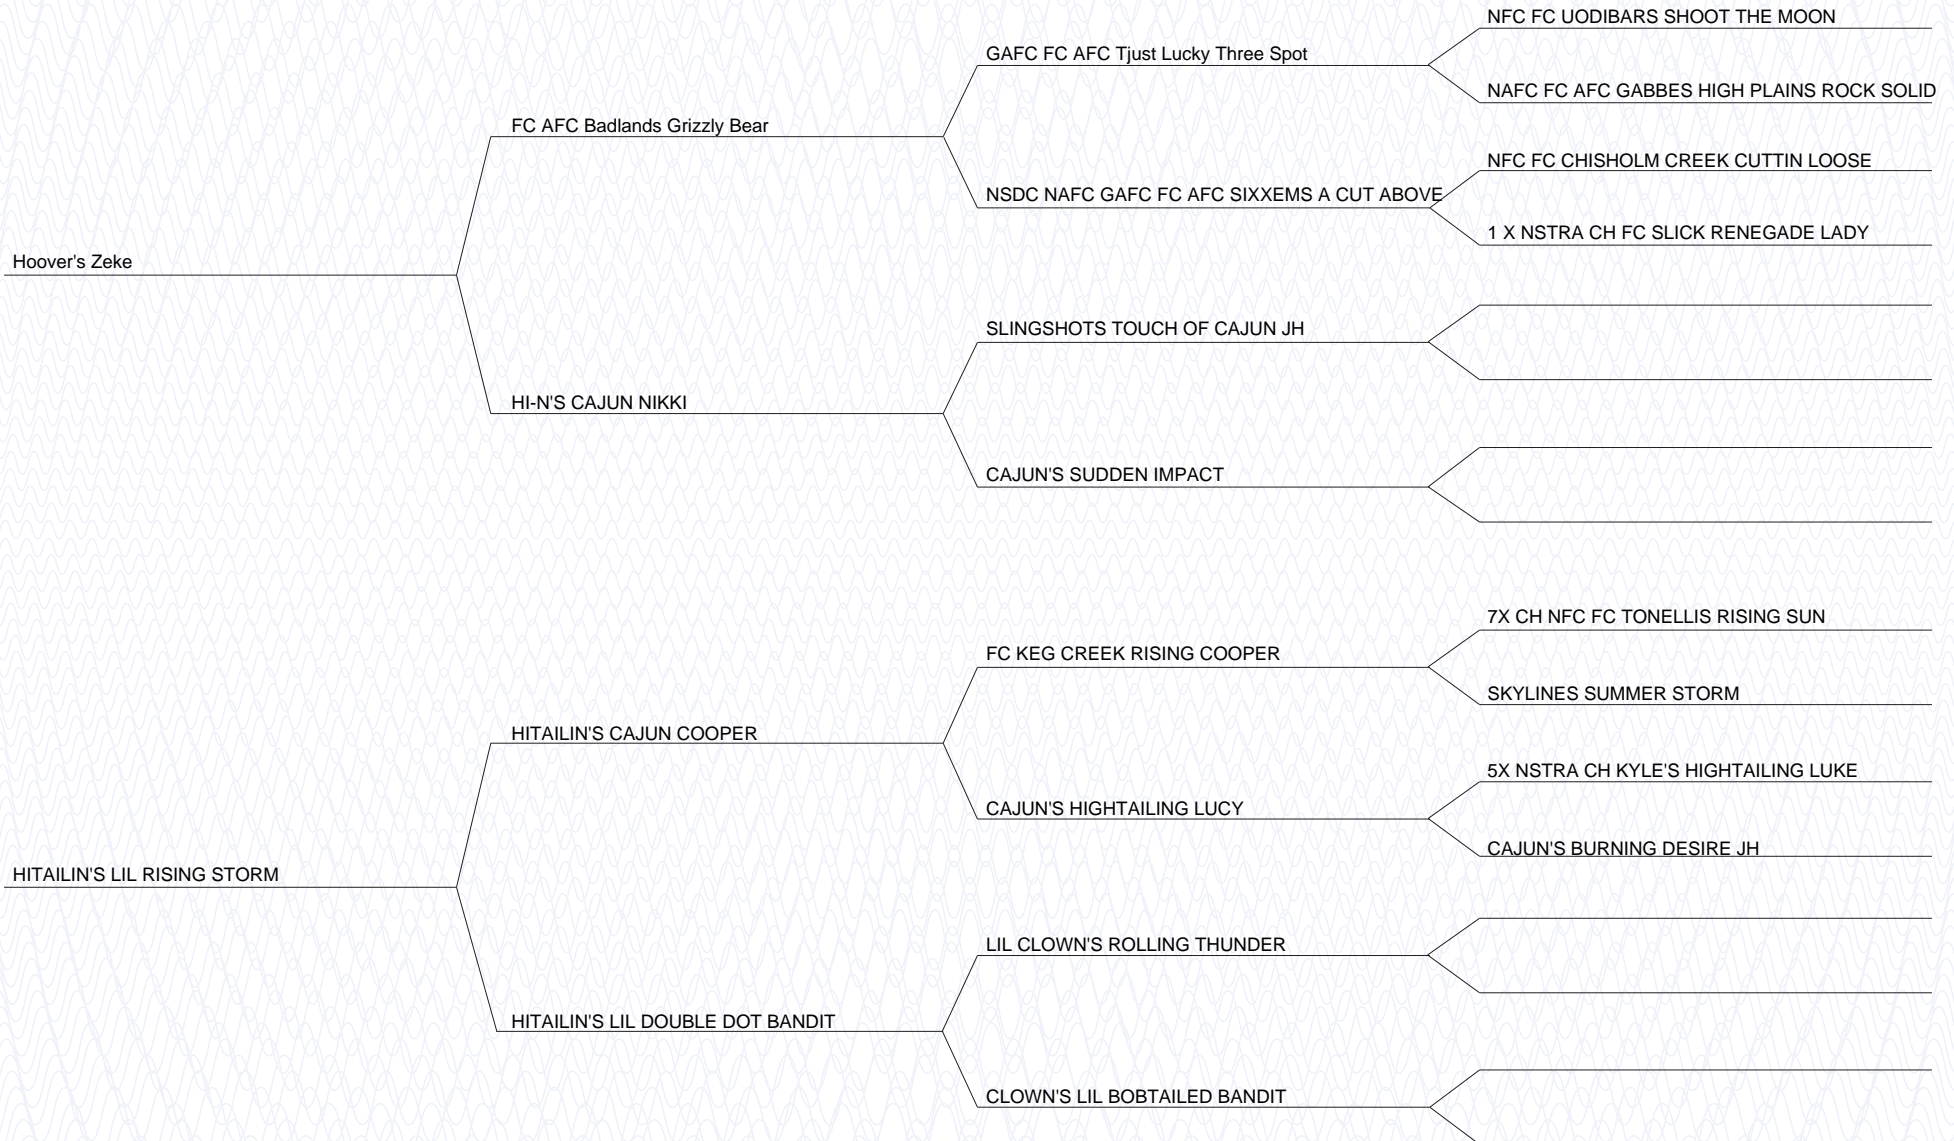 NFC FC UODIBARS SHOOT THE MOON
GAFC FC AFC Tjust Lucky Three Spot
NAFC FC AFC GABBES HIGH PLAINS ROCK SOLID
FC AFC Badlands Grizzly Bear
NFC FC CHISHOLM CREEK CUTTIN LOOSE
NSDC NAFC GAFC FC AFC SIXXEMS A CUT ABOVE
1 X NSTRA CH FC SLICK RENEGADE LADY
Hoover's Zeke
SLINGSHOTS TOUCH OF CAJUN JH
HI-N'S CAJUN NIKKI
CAJUN'S SUDDEN IMPACT
7X CH NFC FC TONELLIS RISING SUN
FC KEG CREEK RISING COOPER
SKYLINES SUMMER STORM
HITAILIN'S CAJUN COOPER
5X NSTRA CH KYLE'S HIGHTAILING LUKE
CAJUN'S HIGHTAILING LUCY
CAJUN'S BURNING DESIRE JH
HITAILIN'S LIL RISING STORM
LIL CLOWN'S ROLLING THUNDER
HITAILIN'S LIL DOUBLE DOT BANDIT
CLOWN'S LIL BOBTAILED BANDIT